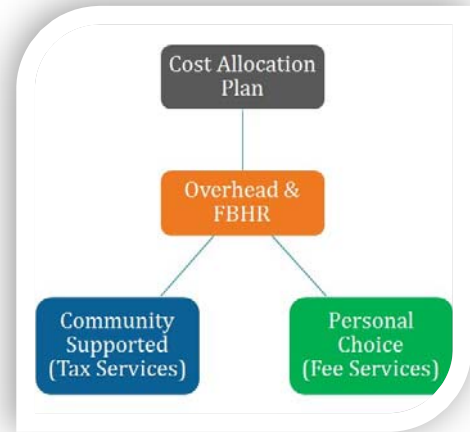 Cost Allocation
Plan
Overhead &
FBHR
Community
Supported
(Tax Services)
Personal
Choice
(Fee Services)